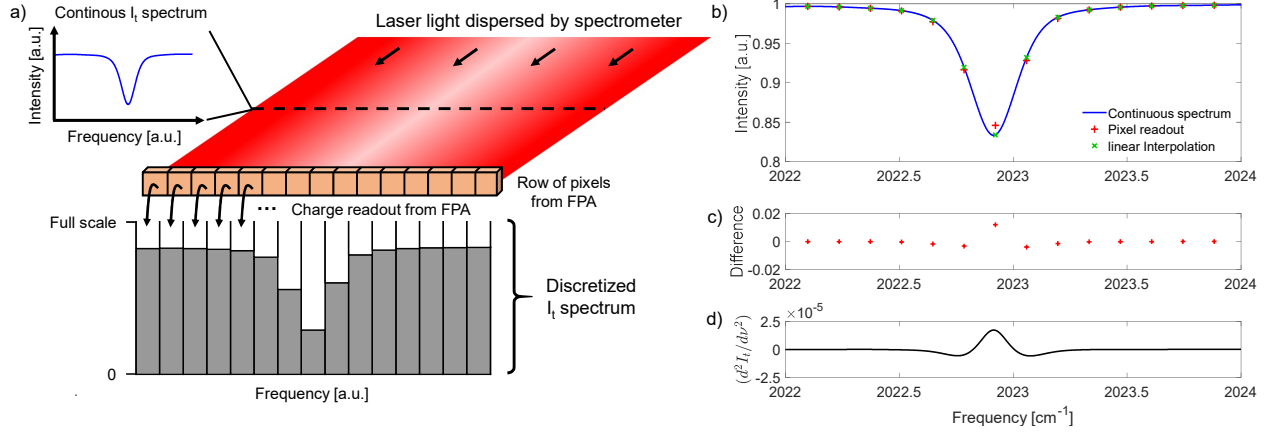 a)
Continous I_t spectrum
Intensity [a.u.]
Frequency [a.u.]
Laser light dispersed by spectrometer
Row of pixels
from FPA
...
Charge readout from FPA
Full scale
0
Frequency [a.u.]
Discretized
I_t spectrum
b)
Intensity [a.u.]
1
0.95
0.9
0.85
0.8
Continuous spectrum
Pixel readout
linear Interpolation
2022
2022.5
2023
2023.5
2024
c)
Difference
0.02
0
-0.02
2022
2022.5
2023
2023.5
2024
d)
(d²I_t/dν²)
×10^-5
2.5
0
-2.5
2022
2022.5
2023
2023.5
2024
Frequency [cm⁻¹]